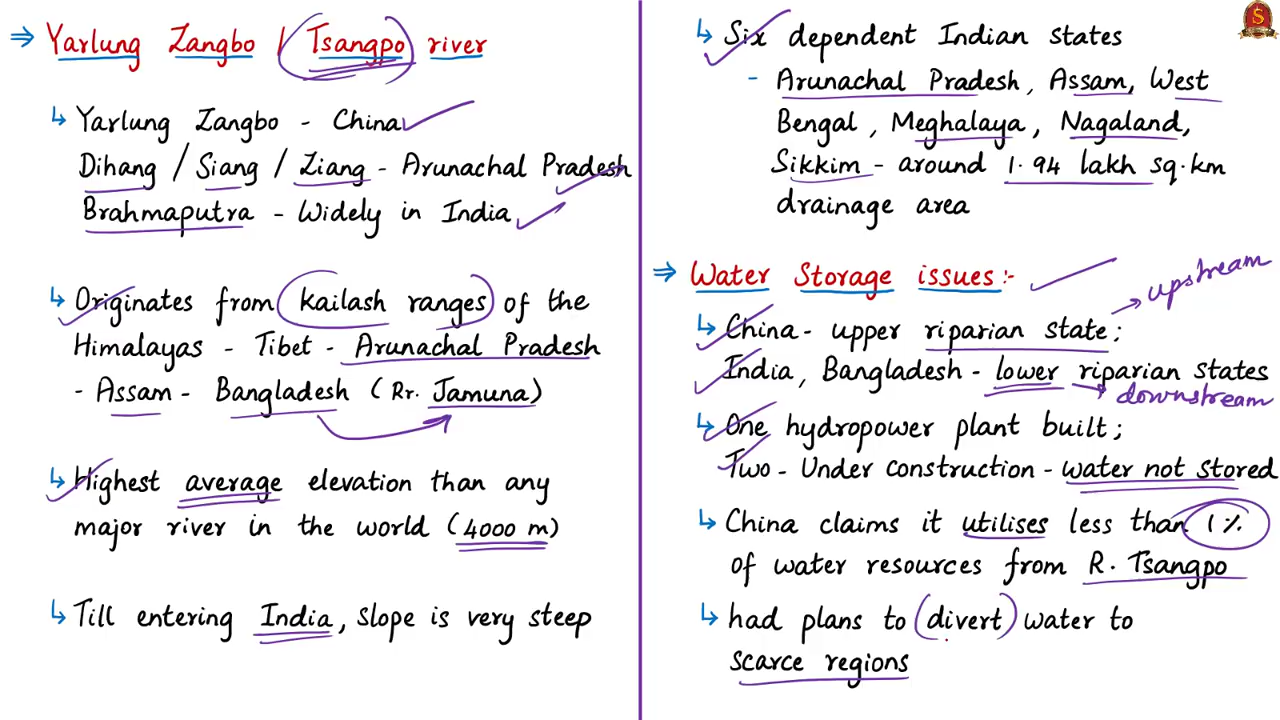 ⇒ Yarlung Zangbo / Tsangpo river
↳ Yarlung Zangbo - China
Dihang / Siang / Ziang - Arunachal Pradesh
Brahmaputra - Widely in India
↳ Originates from kailash ranges of the
Himalayas - Tibet - Arunachal Pradesh
- Assam - Bangladesh (Rr. Jamuna)
↳ Highest average elevation than any
major river in the world (4000 m)
↳ Till entering India, slope is very steep
↳ Six dependent Indian states
- Arunachal Pradesh, Assam, West
Bengal, Meghalaya, Nagaland,
Sikkim - around 1.94 lakh sq.km
drainage area
⇒ Water Storage issues:-
→ upstream
↳ China - upper riparian state;
India, Bangladesh - lower riparian states
→ downstream
↳ One hydropower plant built;
Two - Under construction - water not stored
↳ China claims it utilises less than 1%
of water resources from R. Tsangpo
↳ had plans to (divert) water to
scarce regions